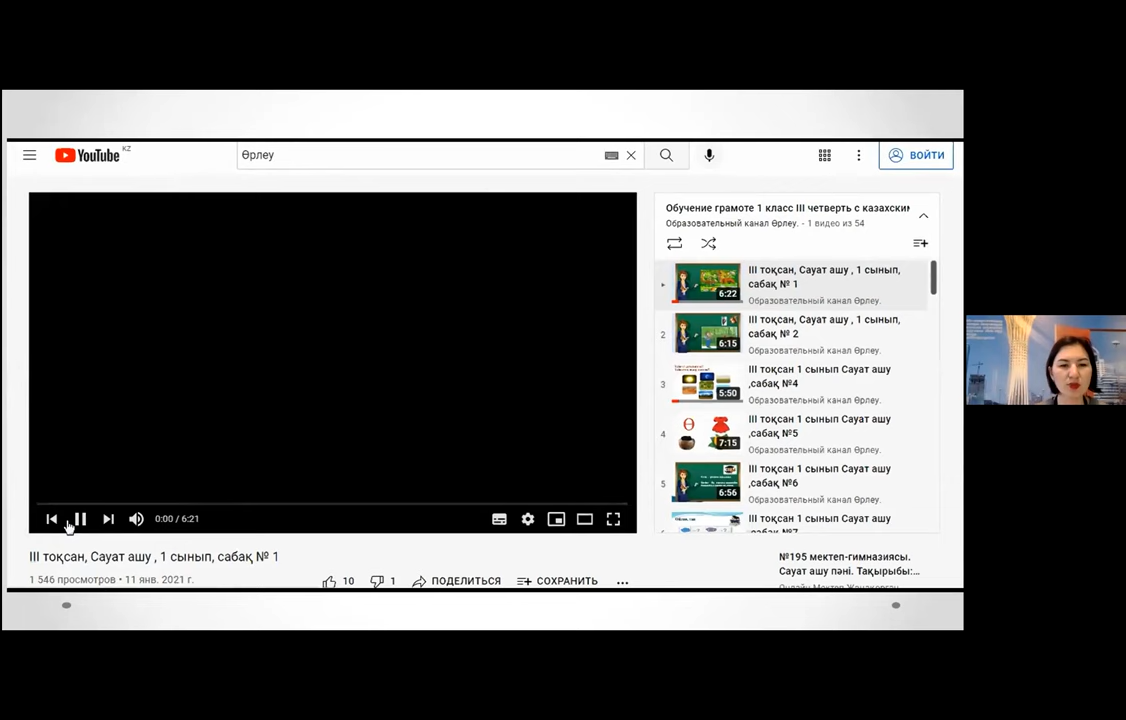 YouTube KZ
Өрлеу
ВОЙТИ
Обучение грамоте 1 класс III четверть с казахским
Образовательный канал Өрлеу. - 1 видео из 54
III тоқсан, Сауат ашу , 1 сынып,
сабақ № 1
Образовательный канал Өрлеу.
6:22
2
III тоқсан, Сауат ашу , 1 сынып,
сабақ № 2
Образовательный канал Өрлеу.
6:15
3
III тоқсан 1 сынып Сауат ашу
,сабақ №4
Образовательный канал Өрлеу.
5:50
4
III тоқсан 1 сынып Сауат ашу
,сабақ №5
Образовательный канал Өрлеу.
Ө
7:15
5
III тоқсан 1 сынып Сауат ашу
,сабақ №6
Образовательный канал Өрлеу.
6:56
III тоқсан 1 сынып Сауат ашу
0:00 / 6:21
III тоқсан, Сауат ашу , 1 сынып, сабақ № 1
1 546 просмотров • 11 янв. 2021 г.
10
1
ПОДЕЛИТЬСЯ
СОХРАНИТЬ
№195 мектеп-гимназиясы.
Сауат ашу пәні. Тақырыбы:...